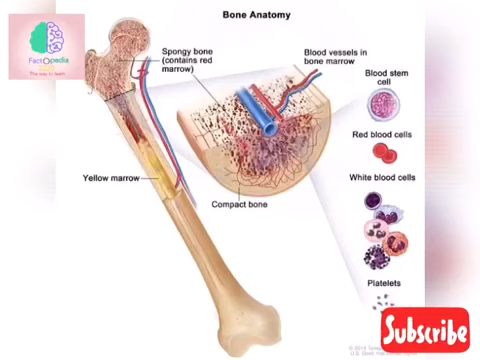 Bone Anatomy
FactOpedia
The way to learn
Spongy bone
(contains red
marrow)
Blood vessels in
bone marrow
Blood stem
cell
Red blood cells
White blood cells
Yellow marrow
Compact bone
Platelets
Subscribe